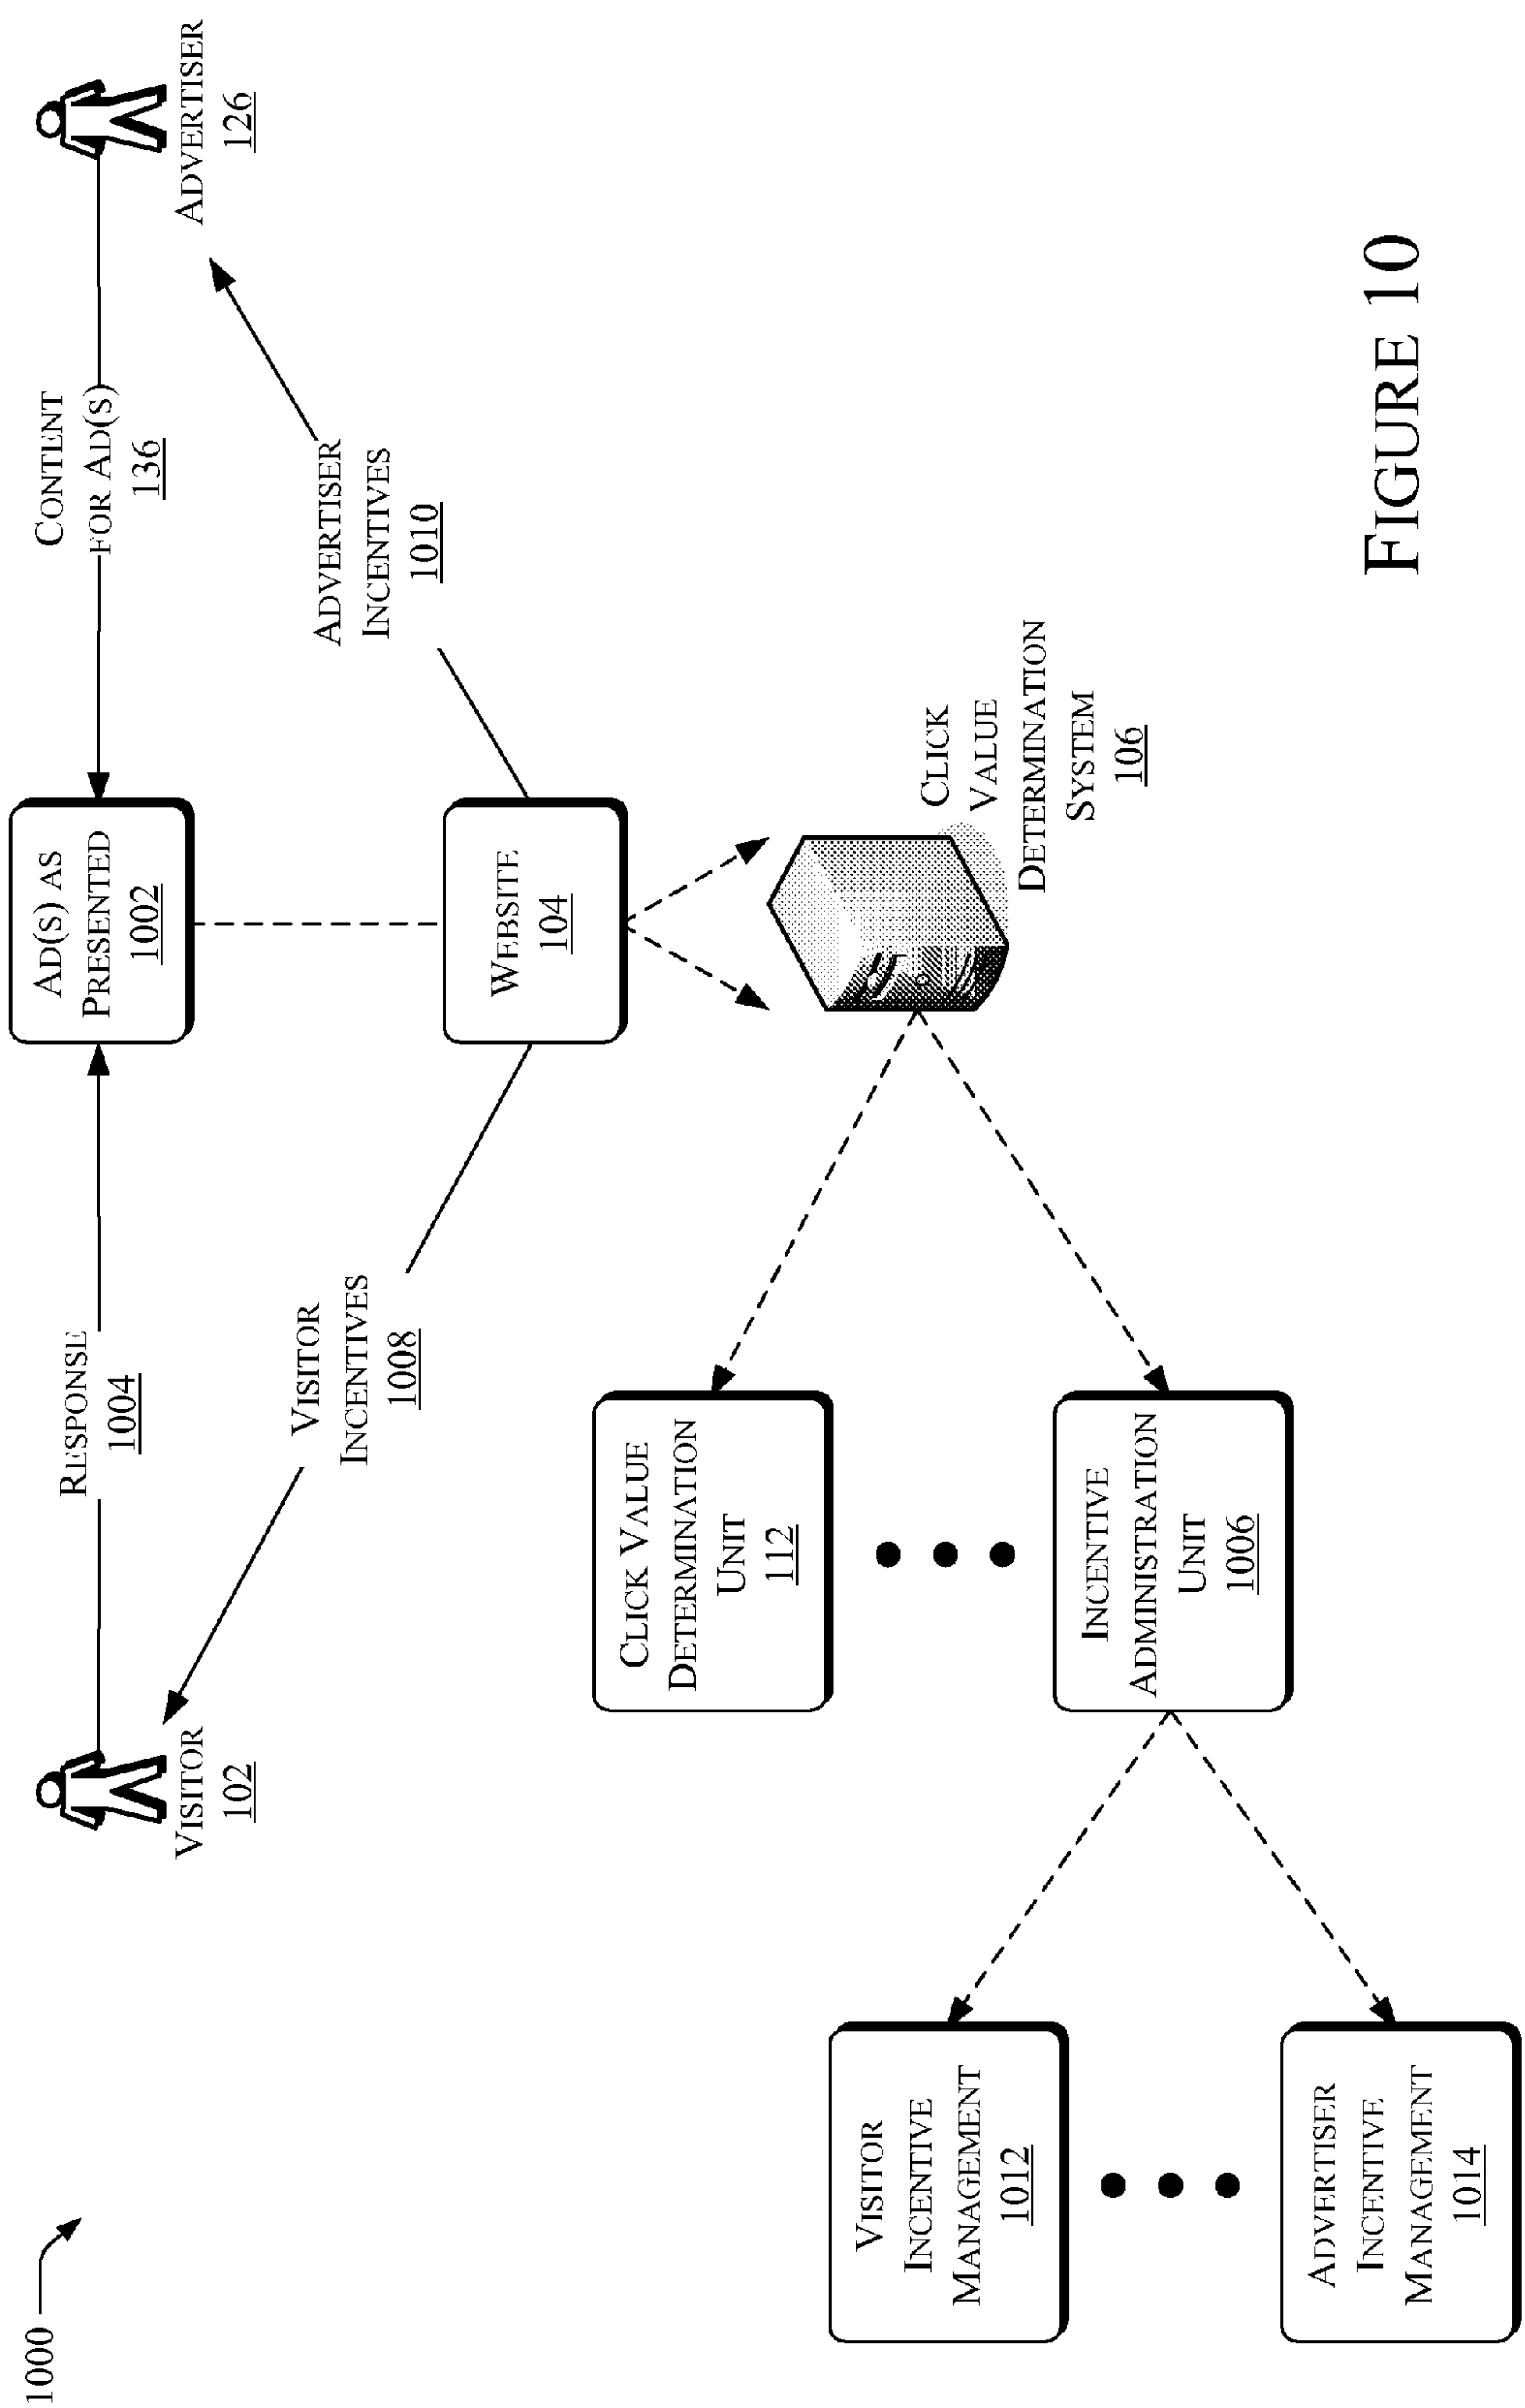 1000
VISITOR
102
RESPONSE
1004
AD(S) AS
PRESENTED
1002
CONTENT
FOR AD(S)
136
ADVERTISER
126
VISITOR
INCENTIVES
1008
WEBSITE
104
ADVERTISER
INCENTIVES
1010
CLICK VALUE
DETERMINATION
UNIT
112
CLICK
VALUE
DETERMINATION
SYSTEM
106
VISITOR
INCENTIVE
MANAGEMENT
1012
INCENTIVE
ADMINISTRATION
UNIT
1006
ADVERTISER
INCENTIVE
MANAGEMENT
1014
FIGURE 10